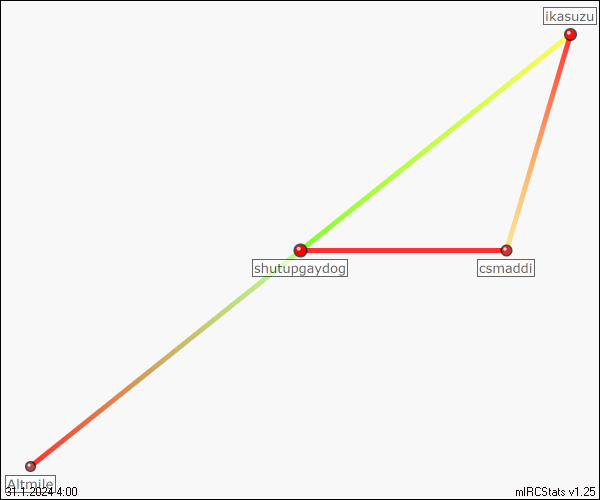 ikasuzu
shutupgaydog
csmaddi
Altmile
31.1.2024 4:00
mIRCStats v1.25